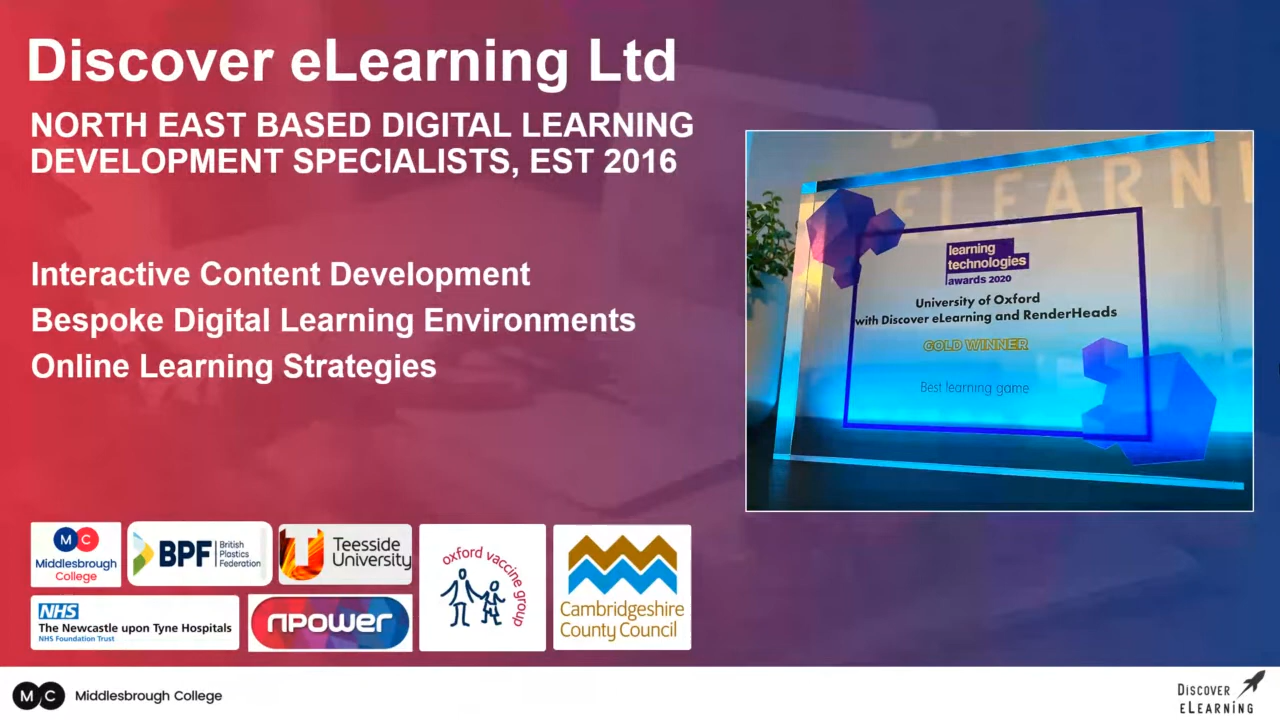 Discover eLearning Ltd
NORTH EAST BASED DIGITAL LEARNING
DEVELOPMENT SPECIALISTS, EST 2016
Interactive Content Development
Bespoke Digital Learning Environments
Online Learning Strategies
learning
technologies
awards 2020
University of Oxford
with Discover eLearning and RenderHeads
GOLD WINNER
Best learning game
M C
Middlesbrough
College
BPF
British
Plastics
Federation
T
Teesside
University
oxford vaccine group
Cambridgeshire
County Council
NHS
The Newcastle upon Tyne Hospitals
NHS Foundation Trust
npower
M C
Middlesbrough College
DISCOVER
eLEARNING